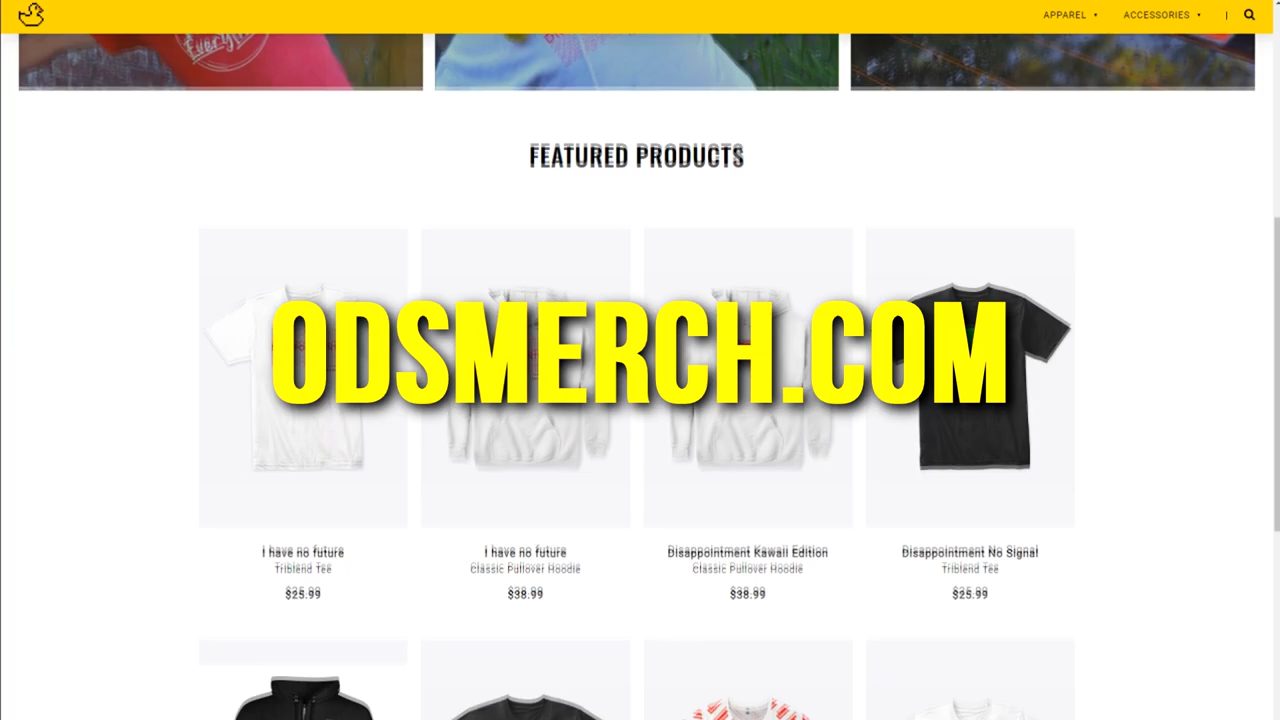 APPAREL ▾ ACCESSORIES ▾ |
Everything
FEATURED PRODUCTS
ODSMERCH.COM
I have no future I have no future Disappointment Kawaii Edition Disappointment No Signal
Triblend Tee Classic Pullover Hoodie Classic Pullover Hoodie Triblend Tee
$25.99 $38.99 $38.99 $25.99